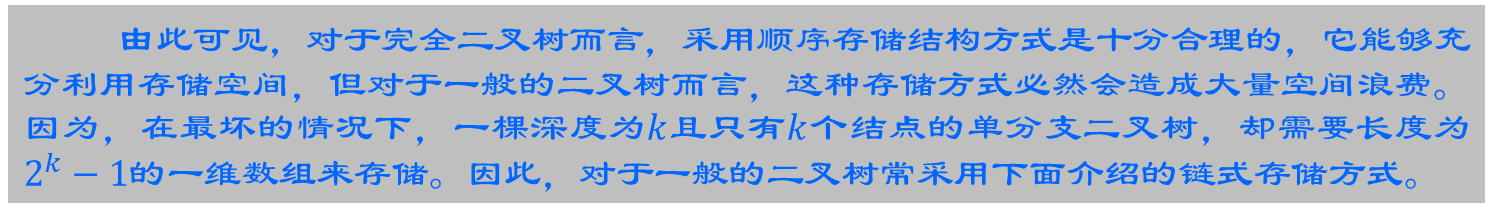 由此可见，对于完全二叉树而言，采用顺序存储结构方式是十分合理的，它能够充
分利用存储空间，但对于一般的二叉树而言，这种存储方式必然会造成大量空间浪费。
因为，在最坏的情况下，一棵深度为k且只有k个结点的单分支二叉树，却需要长度为
2^k − 1的一维数组来存储。因此，对于一般的二叉树常采用下面介绍的链式存储方式。